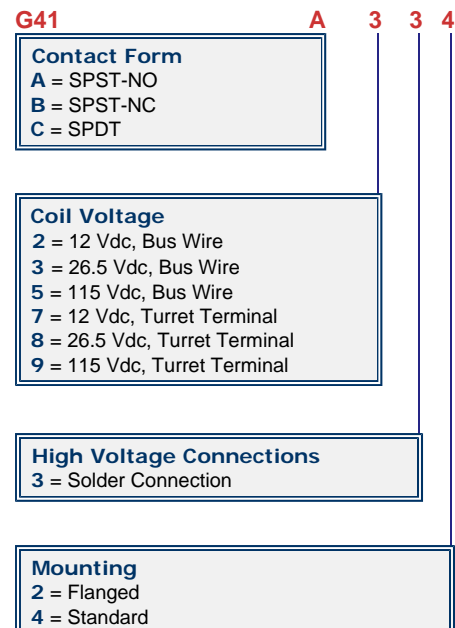 G41 A 3 3 4
Contact Form
A = SPST-NO
B = SPST-NC
C = SPDT
Coil Voltage
2 = 12 Vdc, Bus Wire
3 = 26.5 Vdc, Bus Wire
5 = 115 Vdc, Bus Wire
7 = 12 Vdc, Turret Terminal
8 = 26.5 Vdc, Turret Terminal
9 = 115 Vdc, Turret Terminal
High Voltage Connections
3 = Solder Connection
Mounting
2 = Flanged
4 = Standard